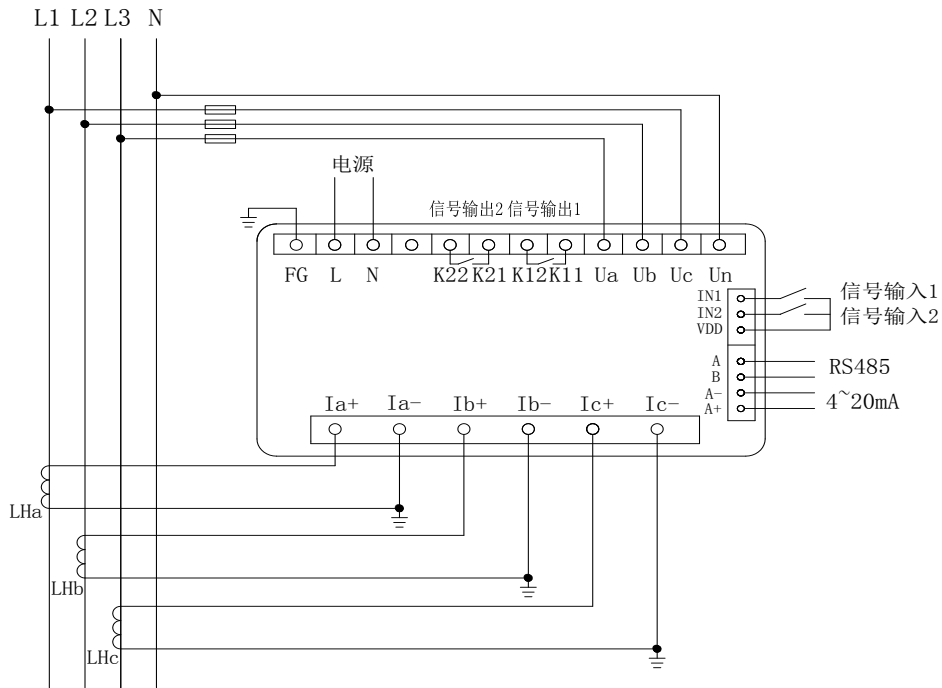 L1 L2 L3 N
电源
信号输出2 信号输出1
FG L N K22 K21 K12 K11 Ua Ub Uc Un
IN1
信号输入1
IN2
信号输入2
VDD
A
RS485
B
A-
4~20mA
A+
Ia+ Ia- Ib+ Ib- Ic+ Ic-
LHa
LHb
LHc